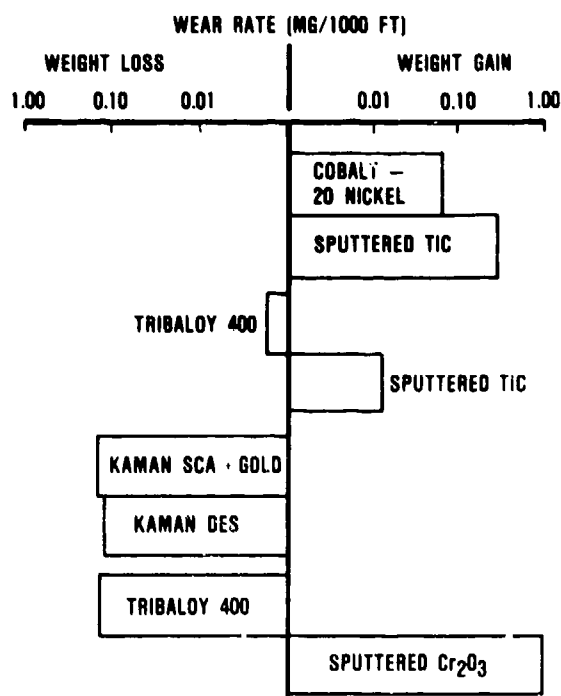 WEAR RATE (MG/1000 FT)
WEIGHT LOSS WEIGHT GAIN
1.00 0.10 0.01 0.01 0.10 1.00
COBALT –
20 NICKEL
SPUTTERED TIC
TRIBALOY 400
SPUTTERED TIC
KAMAN SCA + GOLD
KAMAN DES
TRIBALOY 400
SPUTTERED Cr₂O₃